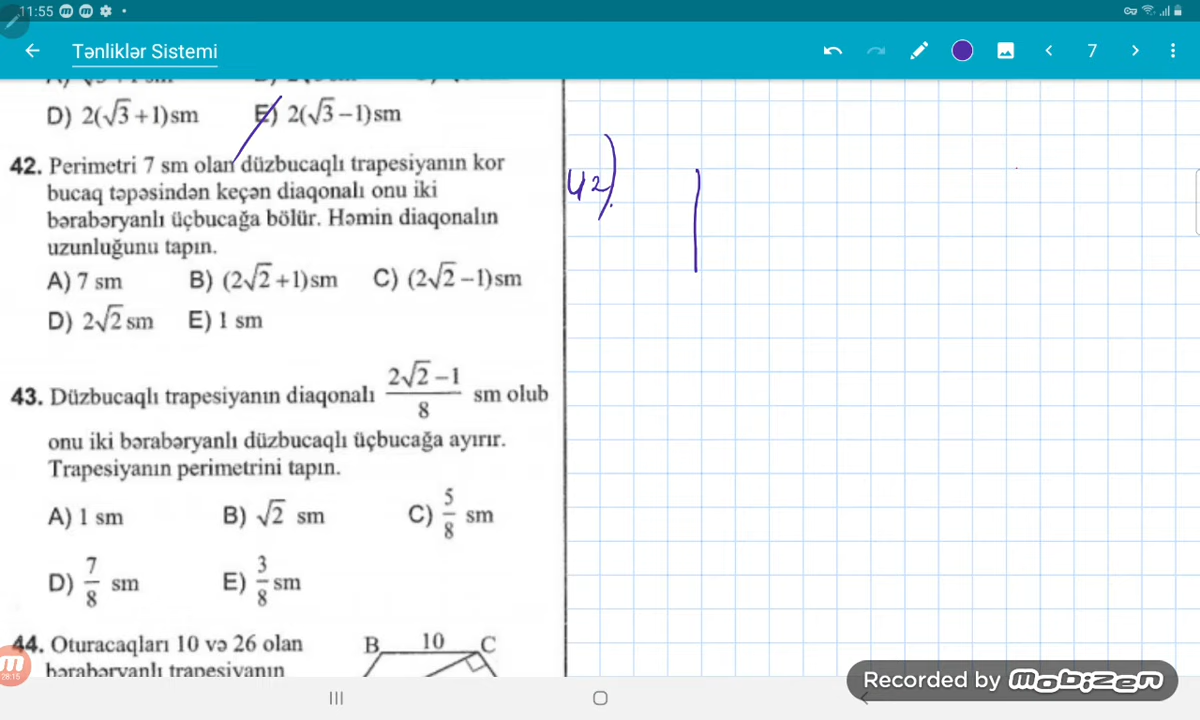 11:55
Tənliklər Sistemi
7
D) 2(√3+1)sm E) 2(√3−1)sm
42. Perimetri 7 sm olan düzbucaqlı trapesiyanın kor
bucaq təpəsindən keçən diaqonalı onu iki
bərabəryanlı üçbucağa bölür. Həmin diaqonalın
uzunluğunu tapın.
A) 7 sm B) (2√2+1)sm C) (2√2−1)sm
D) 2√2 sm E) 1 sm
43. Düzbucaqlı trapesiyanın diaqonalı (2√2−1)/8 sm olub
onu iki bərabəryanlı düzbucaqlı üçbucağa ayırır.
Trapesiyanın perimetrini tapın.
A) 1 sm B) √2 sm C) 5/8 sm
D) 7/8 sm E) 3/8 sm
44. Oturacaqları 10 və 26 olan
bərabəryanlı trapesiyanın
B 10 C
42).
28:15
Recorded by mobizen